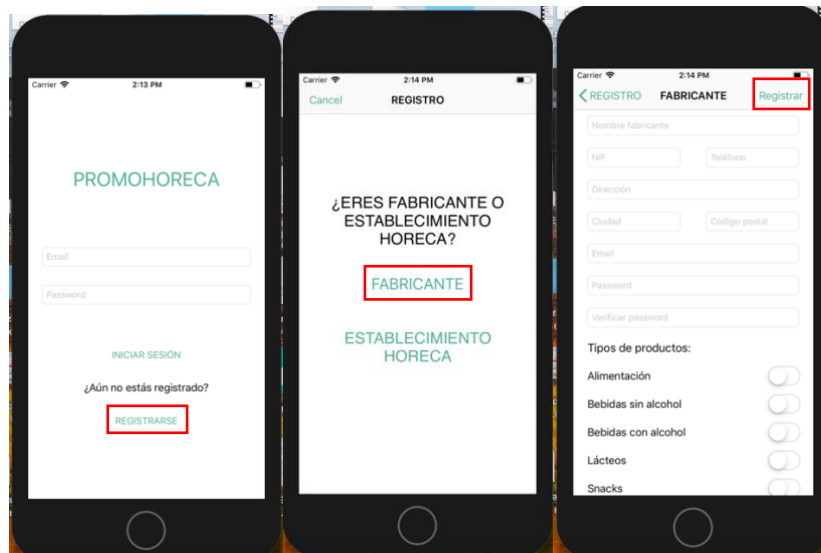 Carrier 2:13 PM
PROMOHORECA
Email
Password
INICIAR SESIÓN
¿Aún no estás registrado?
REGISTRARSE
Carrier 2:14 PM
Cancel REGISTRO
¿ERES FABRICANTE O
ESTABLECIMIENTO
HORECA?
FABRICANTE
ESTABLECIMIENTO
HORECA
Carrier 2:14 PM
REGISTRO FABRICANTE Registrar
Nombre fabricante
NIF Teléfono
Dirección
Ciudad Codigo postal
Email
Password
Verificar password
Tipos de productos:
Alimentación
Bebidas sin alcohol
Bebidas con alcohol
Lácteos
Snacks